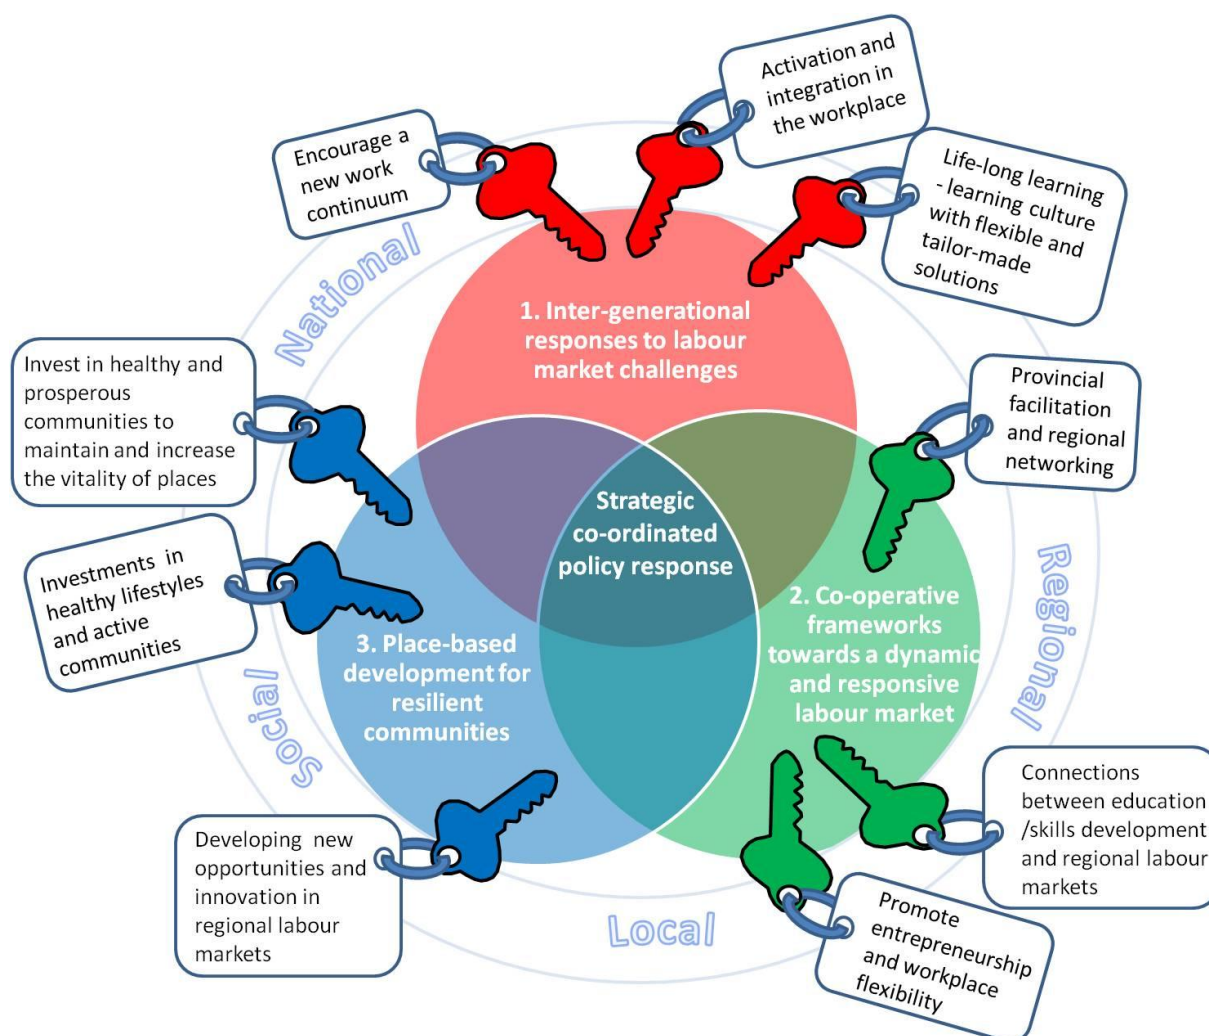 Activation and
integration in
the workplace
Encourage a
new work
continuum
Life-long learning
- learning culture
with flexible and
tailor-made
solutions
National
1. Inter-generational
responses to labour
market challenges
Invest in healthy and
prosperous
communities to
maintain and increase
the vitality of places
Provincial
facilitation
and regional
networking
Strategic
co-ordinated
policy response
Investments in
healthy lifestyles
and active
communities
Regional
2. Co-operative
frameworks
towards a dynamic
and responsive
labour market
3. Place-based
development for
resilient
communities
Social
Connections
between education
/skills development
and regional labour
markets
Developing new
opportunities and
innovation in
regional labour
markets
Local
Promote
entrepreneurship
and workplace
flexibility